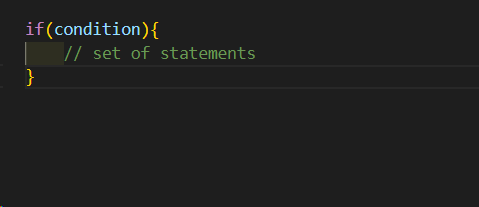 if(condition){
    // set of statements
}